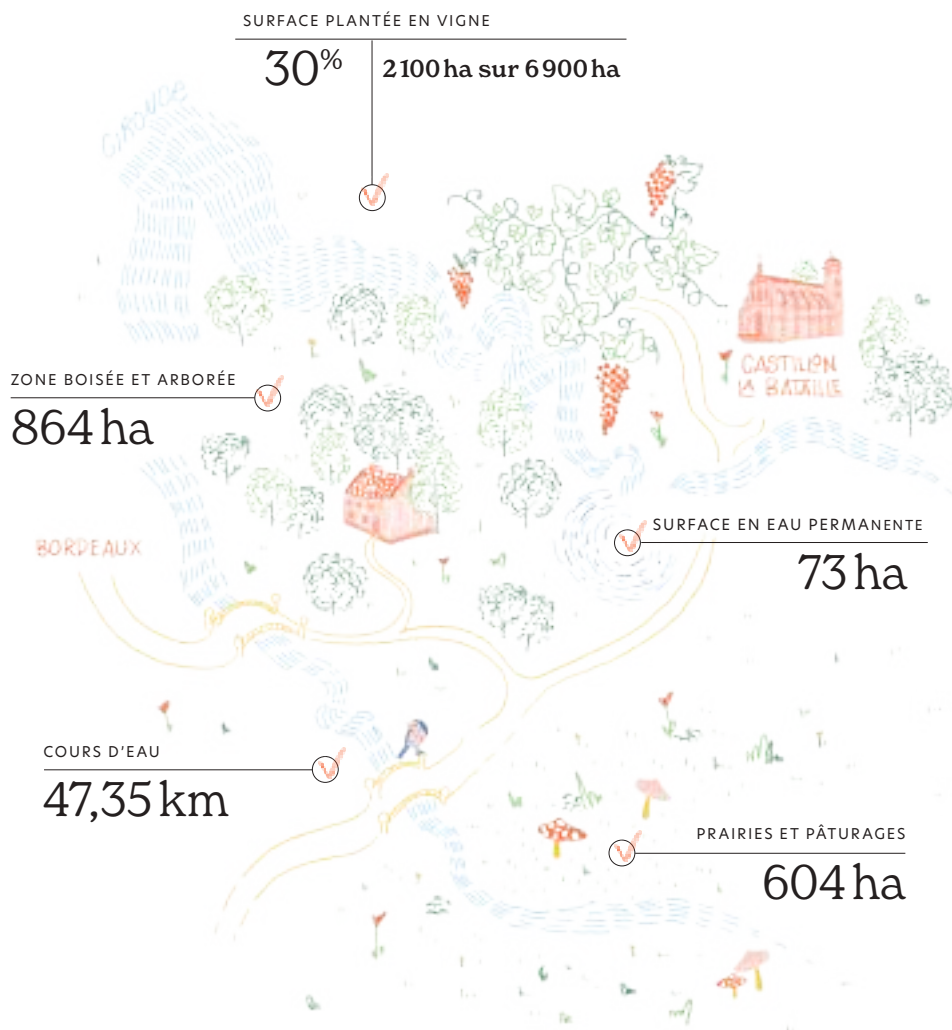 SURFACE PLANTÉE EN VIGNE
30%
2100 ha sur 6900 ha
GIRONDE
CASTILLON
LA BATAILLE
ZONE BOISÉE ET ARBORÉE
864 ha
BORDEAUX
SURFACE EN EAU PERMANENTE
73 ha
COURS D'EAU
47,35 km
PRAIRIES ET PÂTURAGES
604 ha